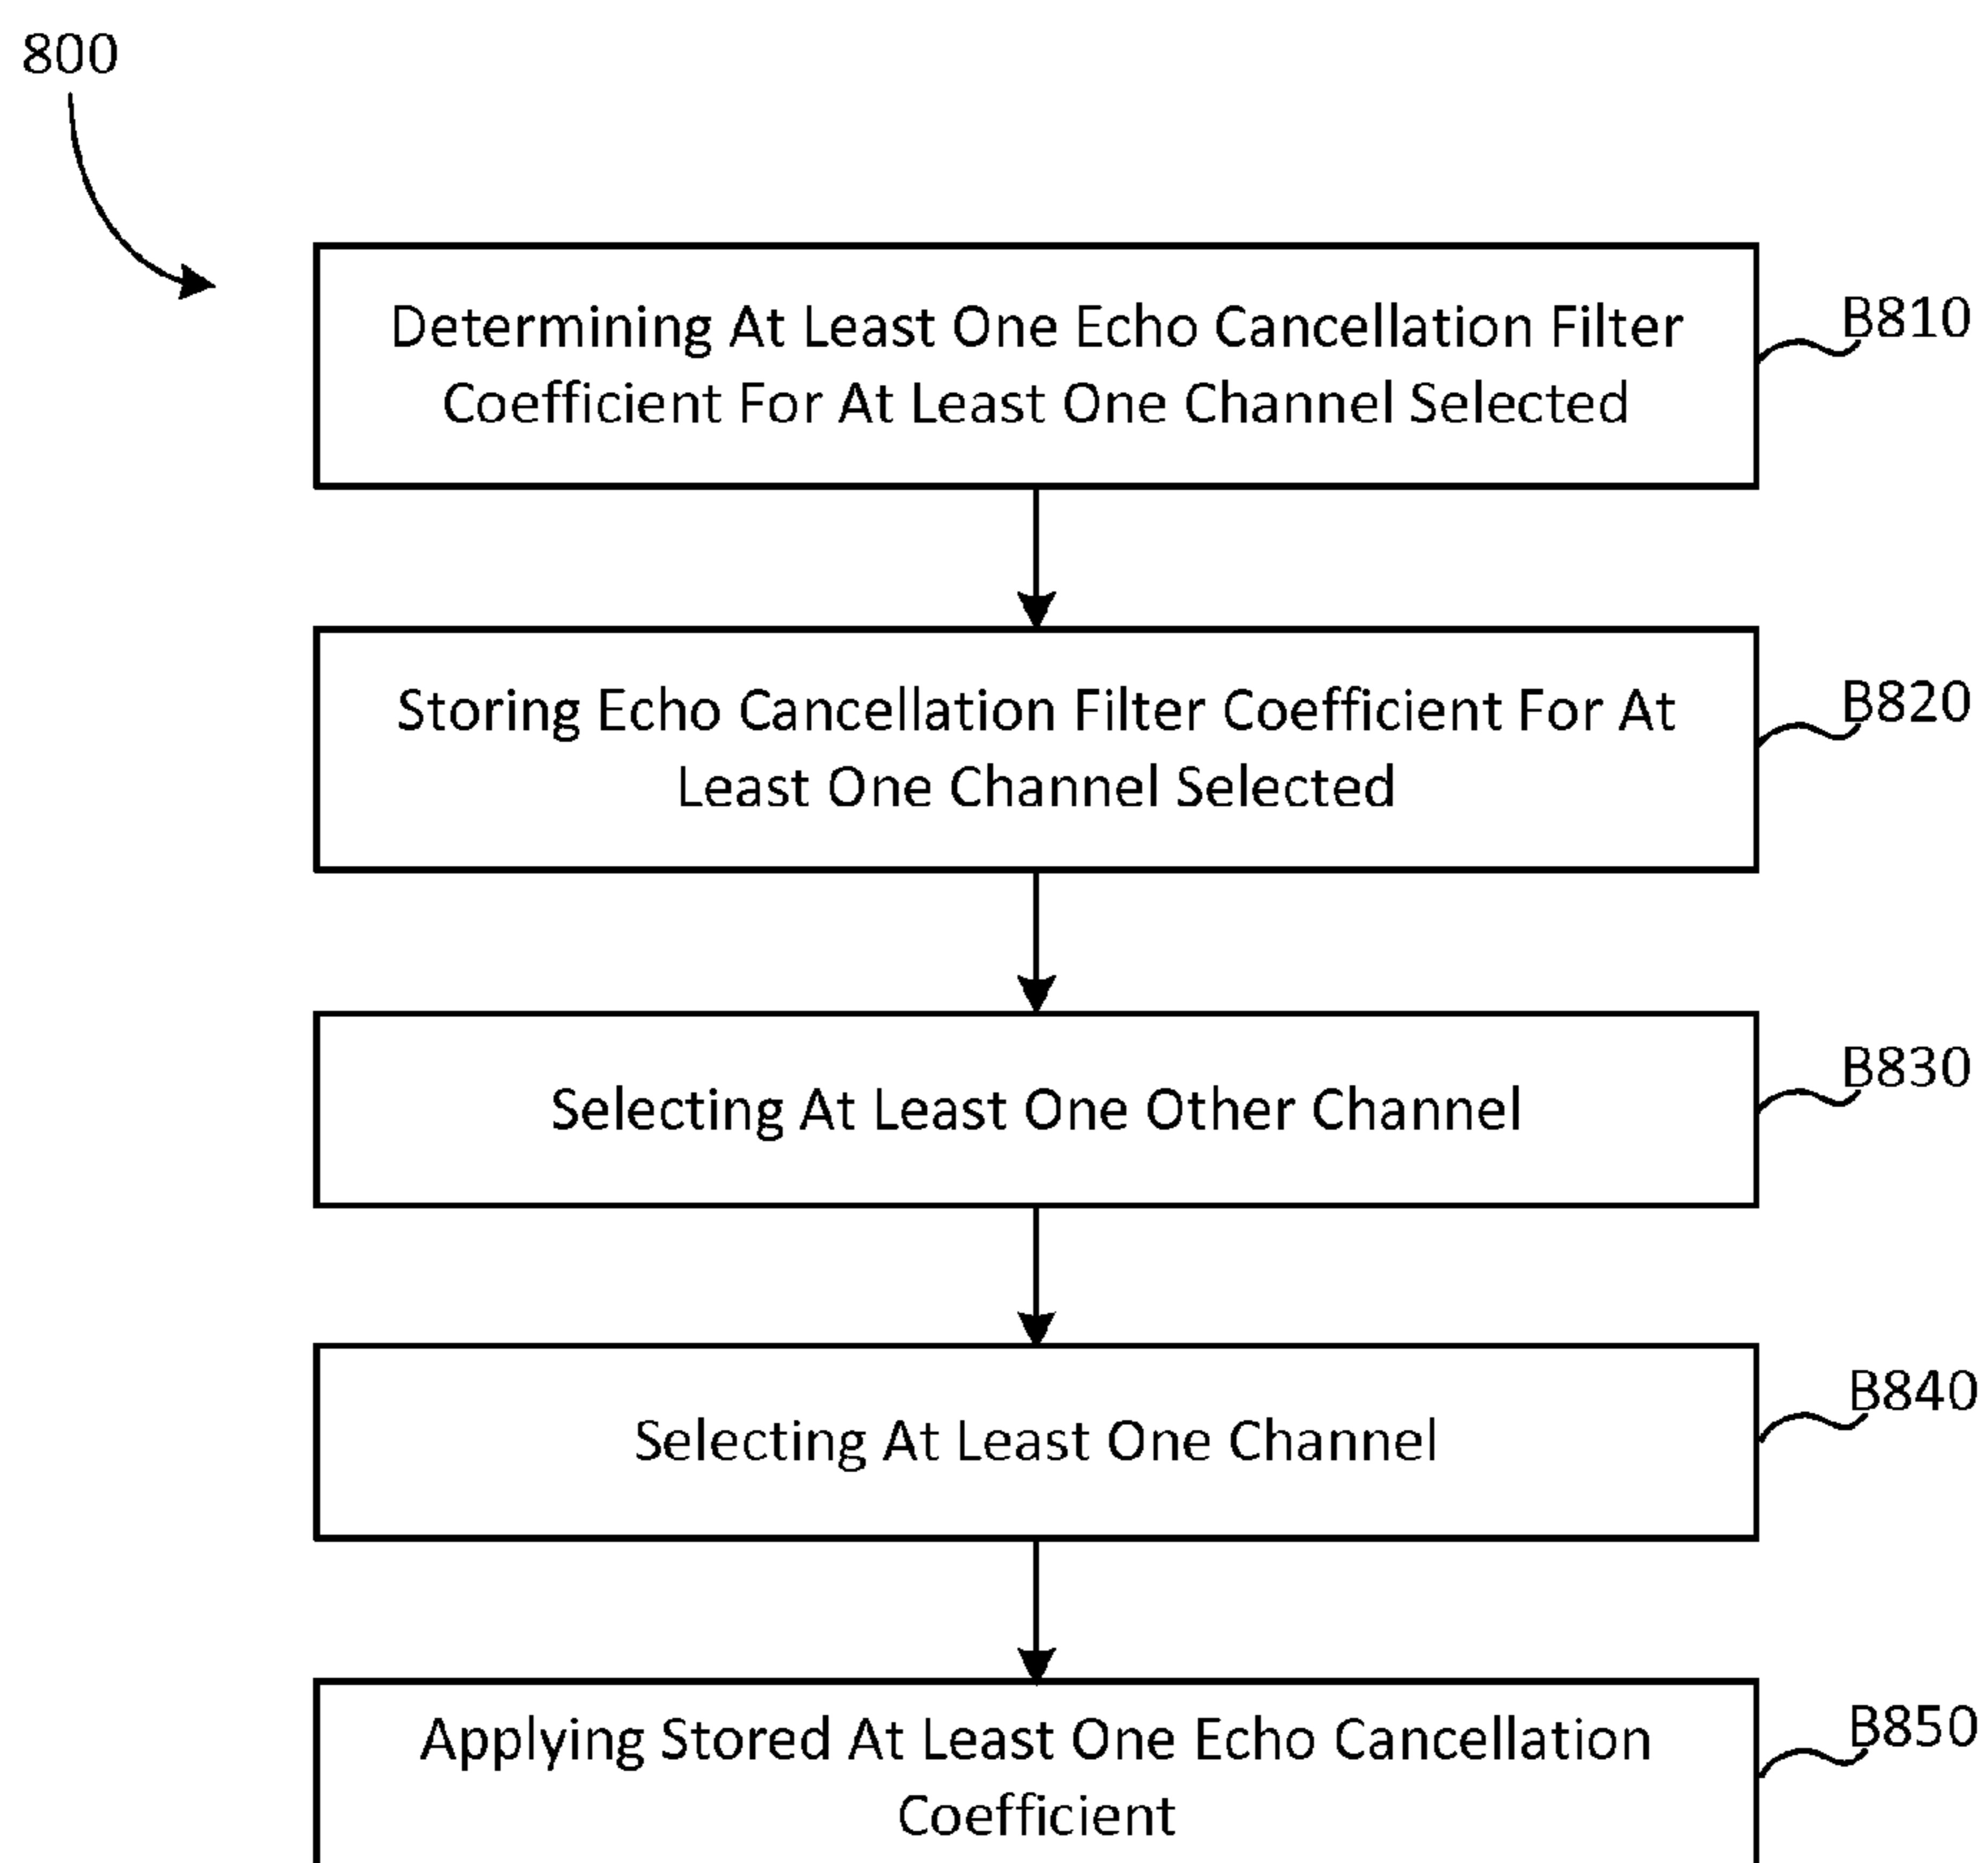 800
Determining At Least One Echo Cancellation Filter
Coefficient For At Least One Channel Selected
B810
Storing Echo Cancellation Filter Coefficient For At
Least One Channel Selected
B820
Selecting At Least One Other Channel
B830
Selecting At Least One Channel
B840
Applying Stored At Least One Echo Cancellation
Coefficient
B850